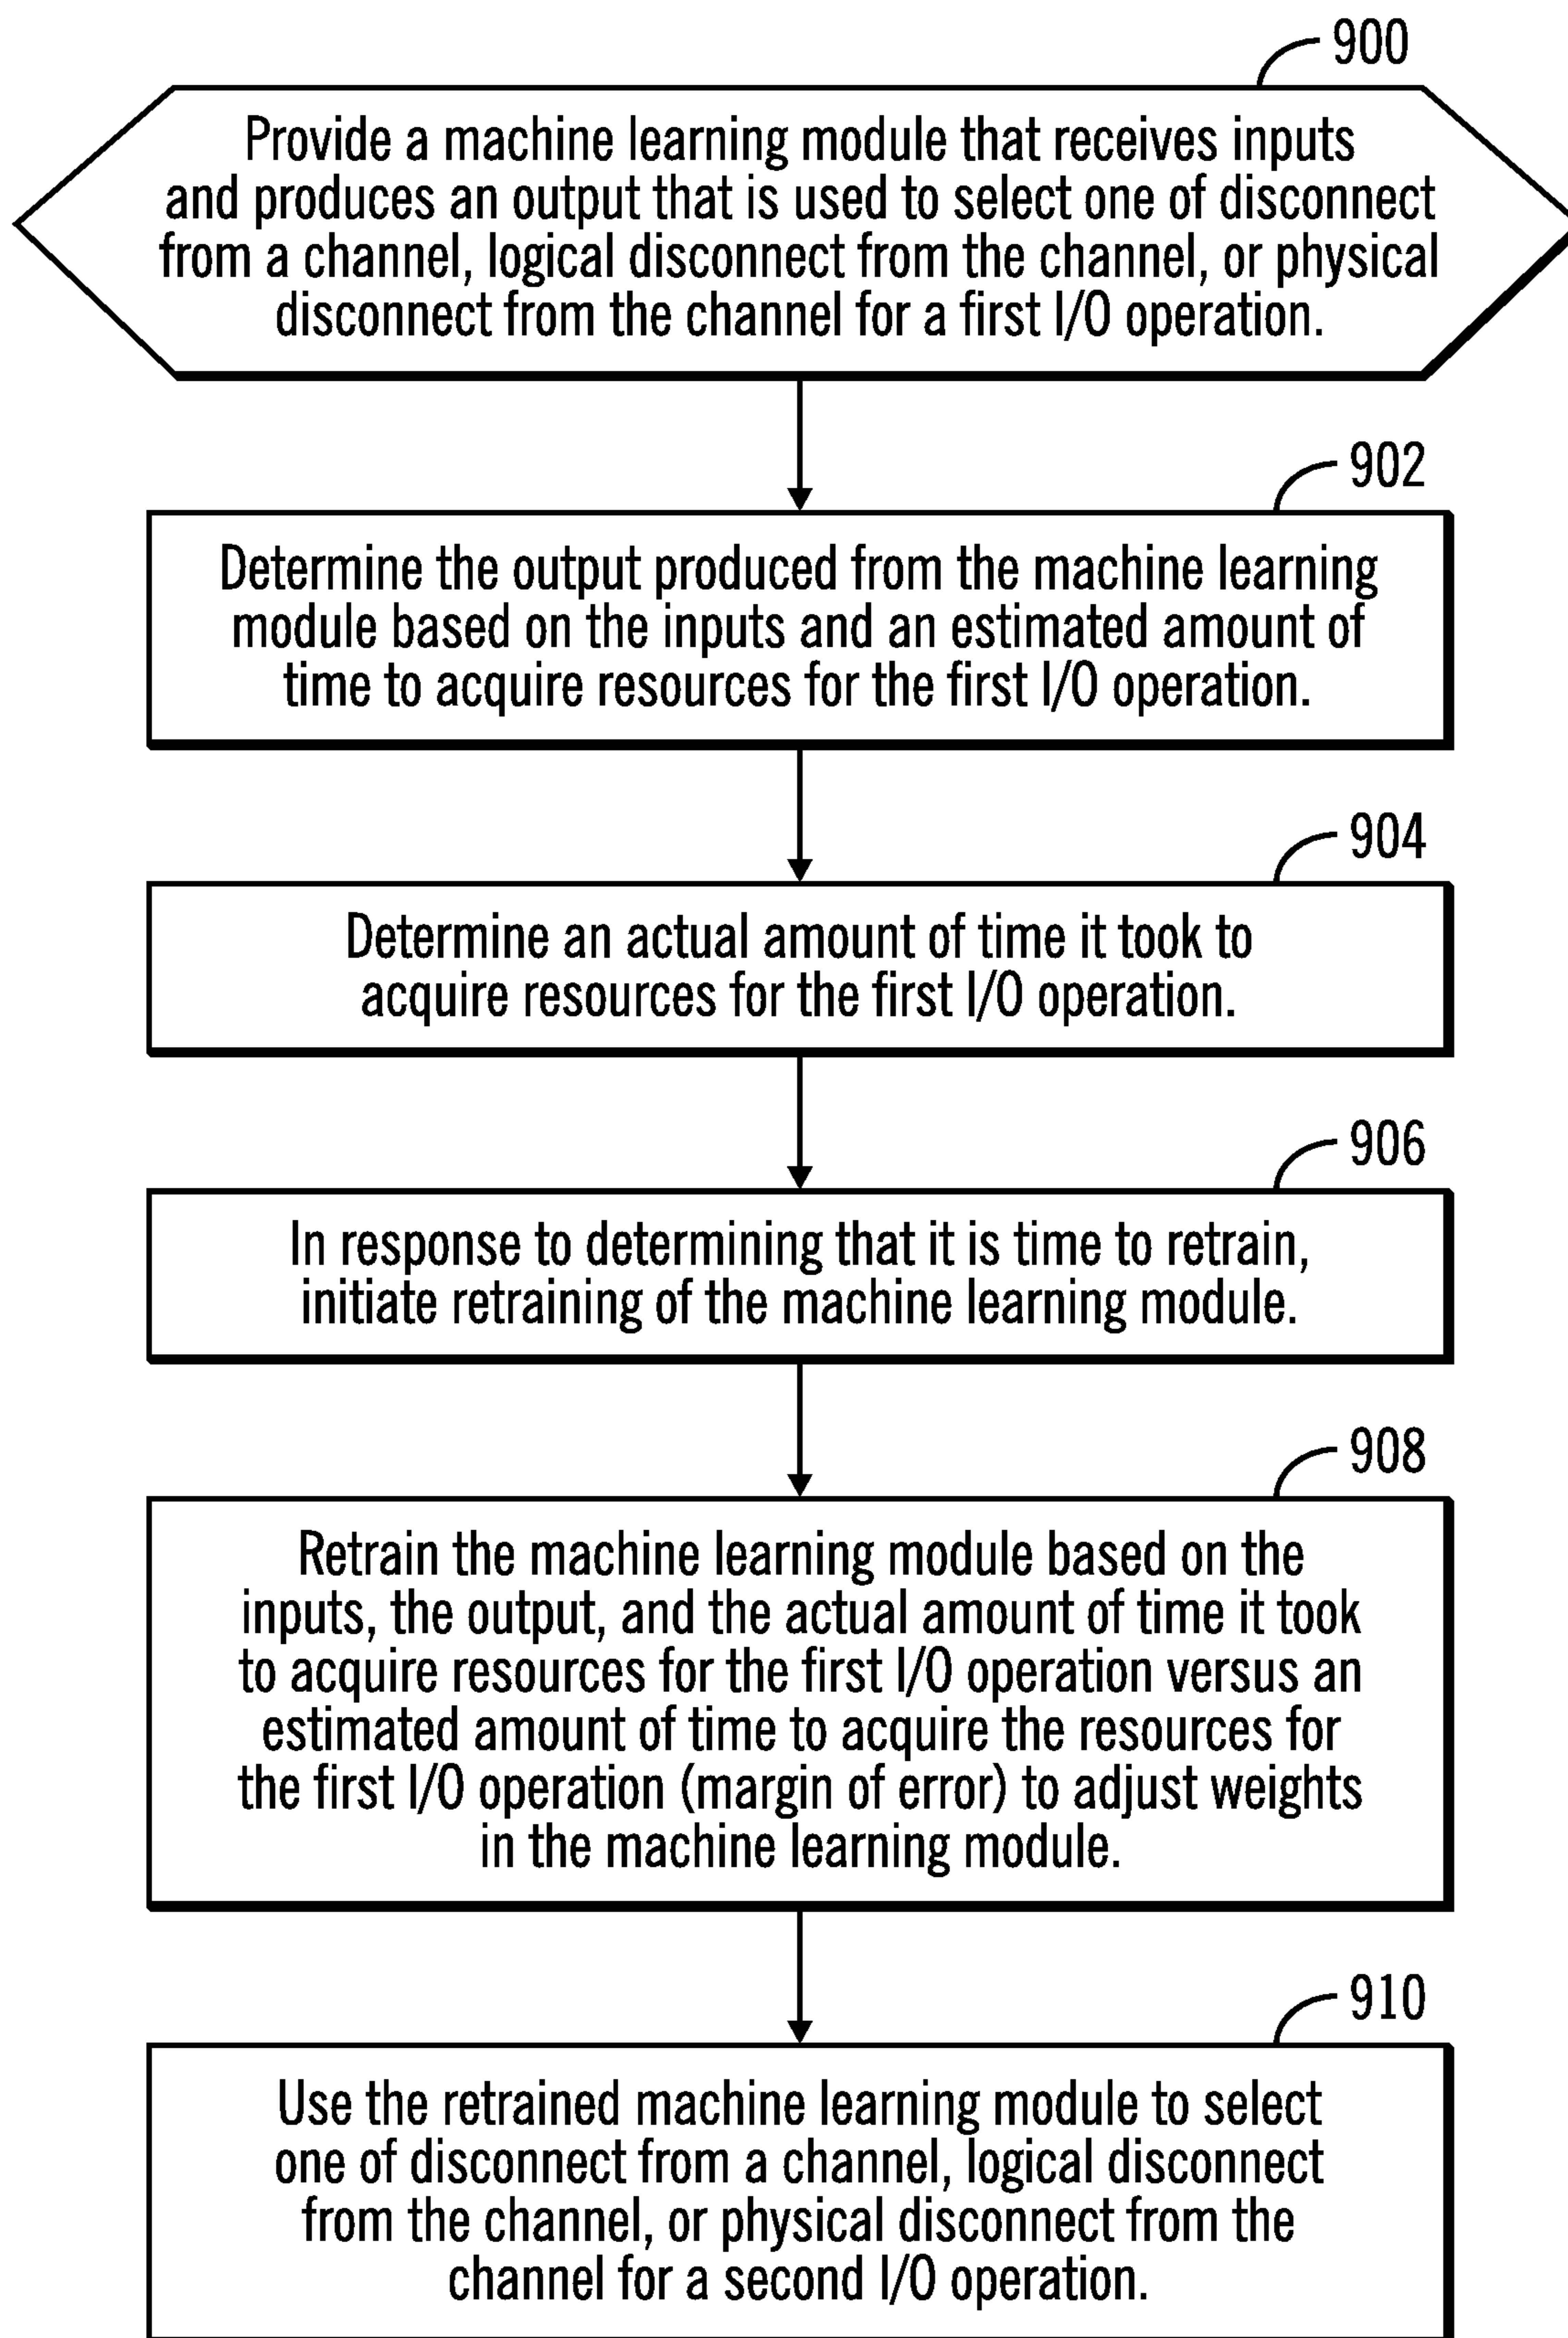 900
Provide a machine learning module that receives inputs
and produces an output that is used to select one of disconnect
from a channel, logical disconnect from the channel, or physical
disconnect from the channel for a first I/O operation.
902
Determine the output produced from the machine learning
module based on the inputs and an estimated amount of
time to acquire resources for the first I/O operation.
904
Determine an actual amount of time it took to
acquire resources for the first I/O operation.
906
In response to determining that it is time to retrain,
initiate retraining of the machine learning module.
908
Retrain the machine learning module based on the
inputs, the output, and the actual amount of time it took
to acquire resources for the first I/O operation versus an
estimated amount of time to acquire the resources for
the first I/O operation (margin of error) to adjust weights
in the machine learning module.
910
Use the retrained machine learning module to select
one of disconnect from a channel, logical disconnect
from the channel, or physical disconnect from the
channel for a second I/O operation.